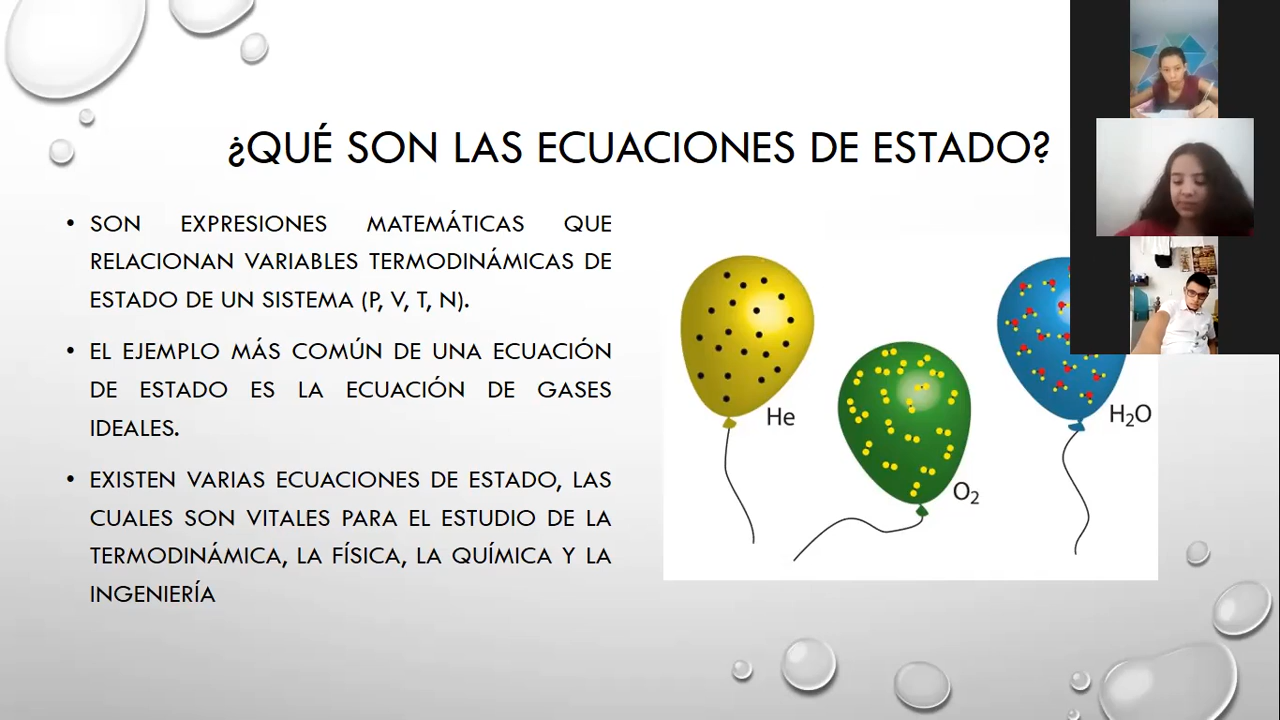 ¿QUÉ SON LAS ECUACIONES DE ESTADO?
• SON EXPRESIONES MATEMÁTICAS QUE
RELACIONAN VARIABLES TERMODINÁMICAS DE
ESTADO DE UN SISTEMA (P, V, T, N).
• EL EJEMPLO MÁS COMÚN DE UNA ECUACIÓN
DE ESTADO ES LA ECUACIÓN DE GASES
IDEALES.
• EXISTEN VARIAS ECUACIONES DE ESTADO, LAS
CUALES SON VITALES PARA EL ESTUDIO DE LA
TERMODINÁMICA, LA FÍSICA, LA QUÍMICA Y LA
INGENIERÍA
He
O₂
H₂O